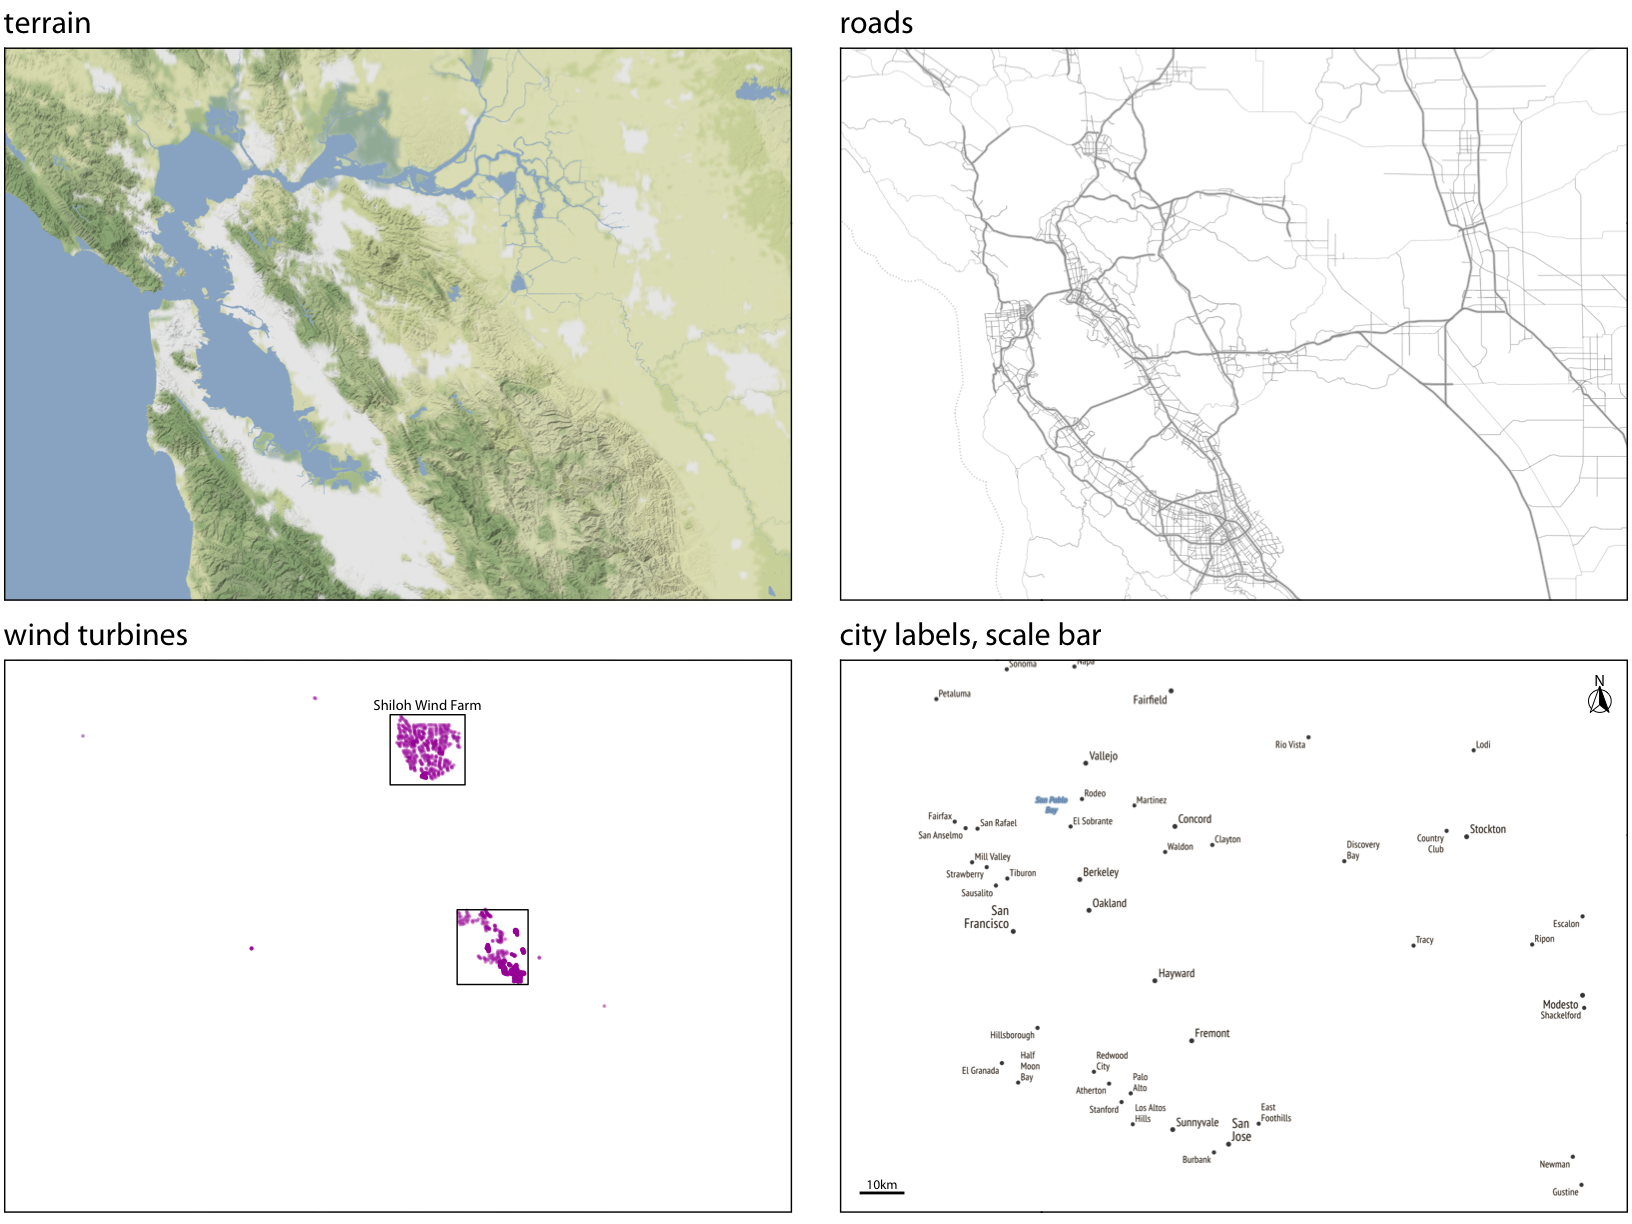 terrain
roads
wind turbines
city labels, scale bar
Shiloh Wind Farm
Sonoma
Napa
N
Petaluma
Fairfield
Rio Vista
Lodi
Vallejo
San Pablo
Bay
Rodeo
Martinez
Fairfax
San Anselmo
San Rafael
El Sobrante
Concord
Waldon
Clayton
Country
Club
Stockton
Discovery
Bay
Mill Valley
Strawberry
Tiburon
Sausalito
Berkeley
Oakland
San
Francisco
Escalon
Tracy
Ripon
Hayward
Modesto
Shackelford
Hillsborough
Fremont
El Granada
Half
Moon
Bay
Redwood
City
Atherton
Palo
Alto
Stanford
Los Altos
Hills
Sunnyvale
San
Jose
East
Foothills
Burbank
Newman
Gustine
10km